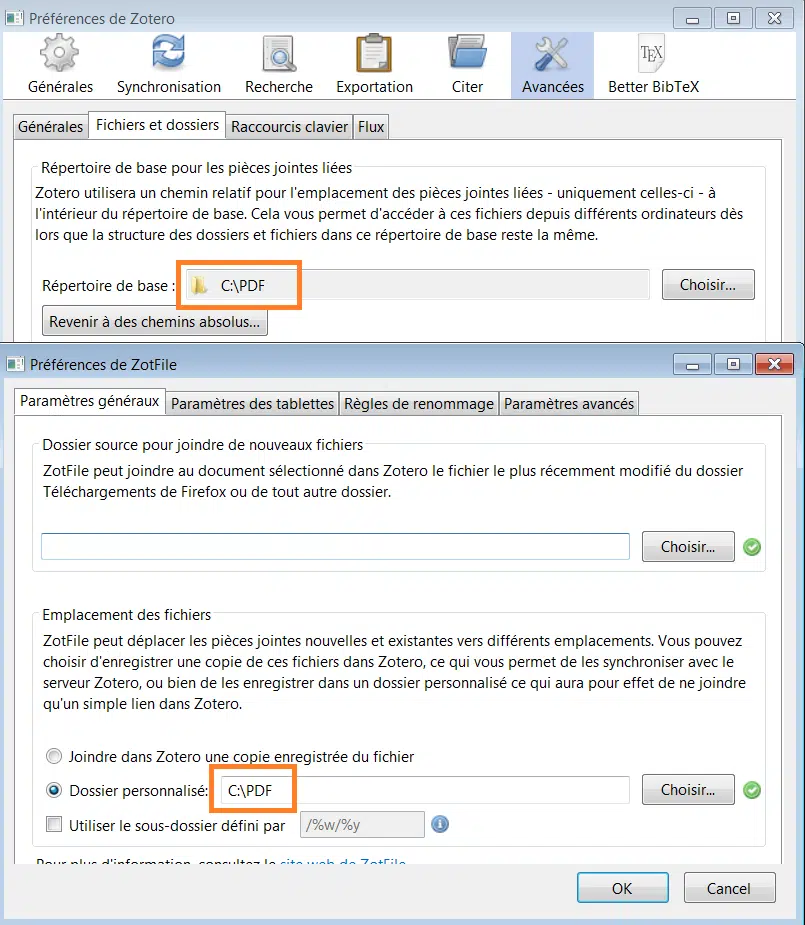 Préférences de Zotero
Générales Synchronisation Recherche Exportation Citer Avancées Better BibTeX
TEX
Générales Fichiers et dossiers Raccourcis clavier Flux
Répertoire de base pour les pièces jointes liées
Zotero utilisera un chemin relatif pour l'emplacement des pièces jointes liées - uniquement celles-ci - à
l'intérieur du répertoire de base. Cela vous permet d'accéder à ces fichiers depuis différents ordinateurs dès
lors que la structure des dossiers et fichiers dans ce répertoire de base reste la même.
Répertoire de base : C:\PDF Choisir...
Revenir à des chemins absolus...
Préférences de ZotFile
Paramètres généraux Paramètres des tablettes Règles de renommage Paramètres avancés
Dossier source pour joindre de nouveaux fichiers
ZotFile peut joindre au document sélectionné dans Zotero le fichier le plus récemment modifié du dossier
Téléchargements de Firefox ou de tout autre dossier.
Choisir...
Emplacement des fichiers
ZotFile peut déplacer les pièces jointes nouvelles et existantes vers différents emplacements. Vous pouvez
choisir d'enregistrer une copie de ces fichiers dans Zotero, ce qui vous permet de les synchroniser avec le
serveur Zotero, ou bien de les enregistrer dans un dossier personnalisé ce qui aura pour effet de ne joindre
qu'un simple lien dans Zotero.
Joindre dans Zotero une copie enregistrée du fichier
Dossier personnalisé: C:\PDF Choisir...
Utiliser le sous-dossier défini par /%w/%y
Pour plus d'information, consultez le site web de ZotFile
OK Cancel